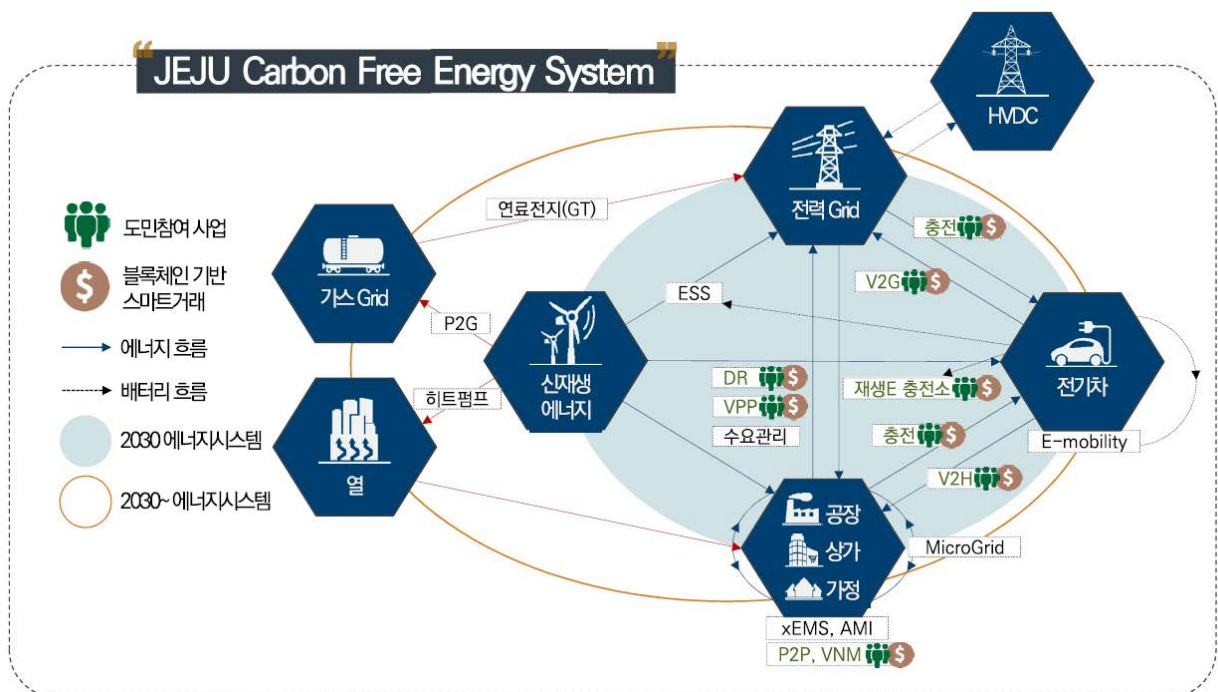 “JEJU Carbon Free Energy System”
HVDC
전력 Grid
연료전지(GT)
충전
$
도민참여 사업
$
블록체인 기반
스마트거래
가스 Grid
V2G
$
ESS
P2G
에너지 흐름
신재생
에너지
DR
$
재생E 충전소
$
전기차
배터리 흐름
히트펌프
VPP
$
수요관리
충전
$
E-mobility
2030 에너지시스템
열
V2H
$
2030~ 에너지시스템
공장
상가
가정
MicroGrid
xEMS, AMI
P2P, VNM
$